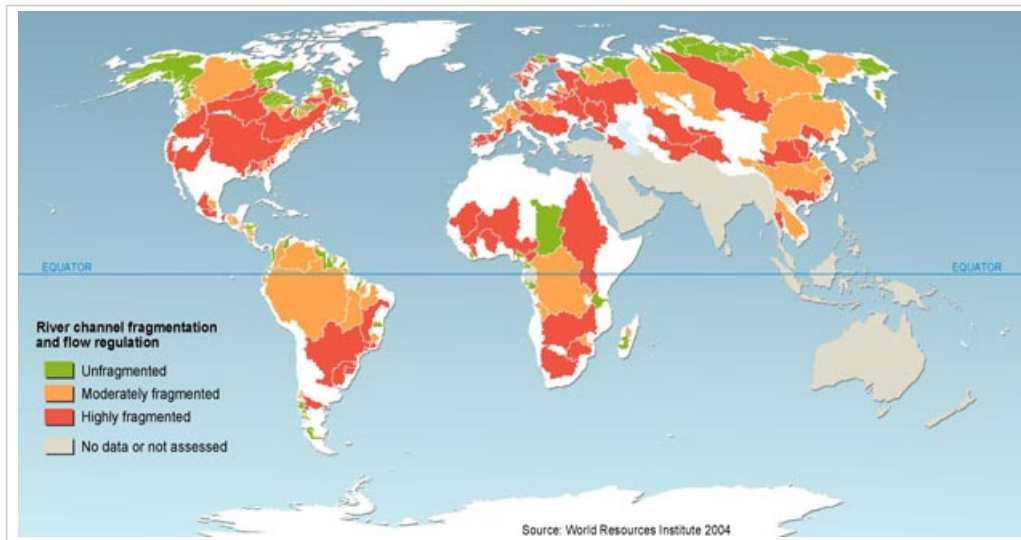 EQUATOR
EQUATOR
River channel fragmentation
and flow regulation
Unfragmented
Moderately fragmented
Highly fragmented
No data or not assessed
Source: World Resources Institute 2004